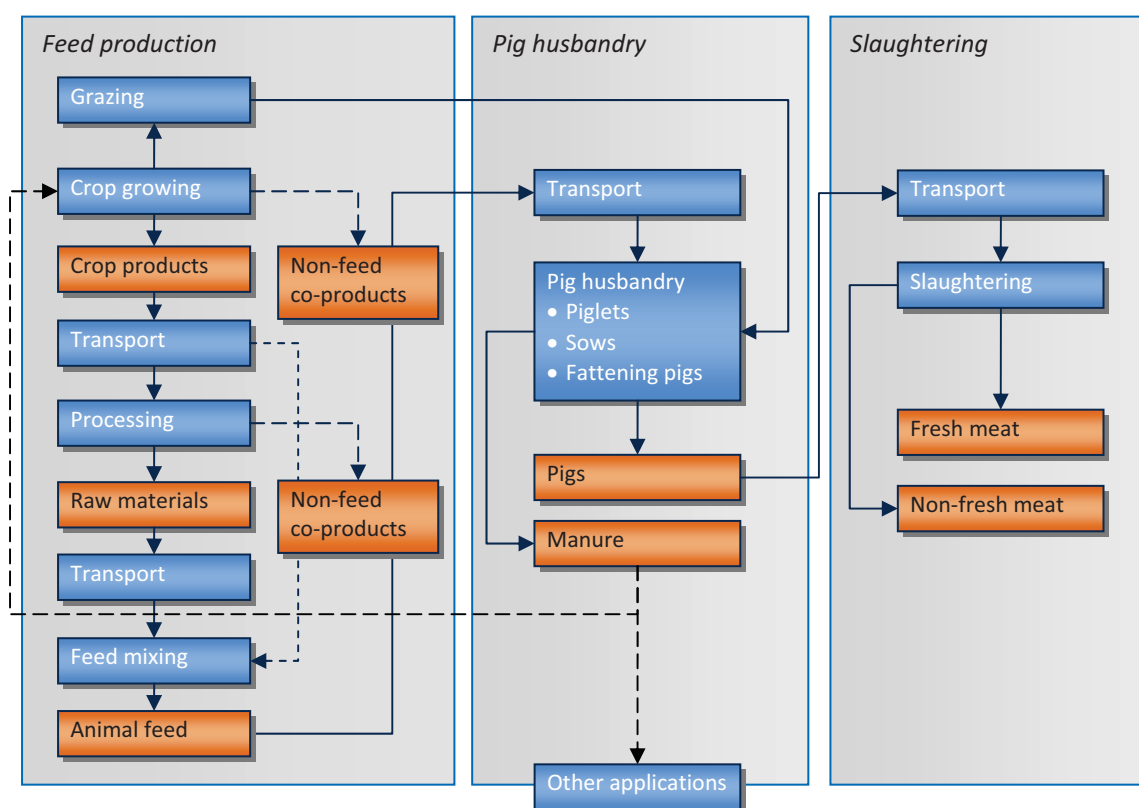 Feed production
Grazing
Crop growing
Crop products
Non-feed
co-products
Transport
Processing
Raw materials
Non-feed
co-products
Transport
Feed mixing
Animal feed
Pig husbandry
Transport
Pig husbandry
• Piglets
• Sows
• Fattening pigs
Pigs
Manure
Other applications
Slaughtering
Transport
Slaughtering
Fresh meat
Non-fresh meat